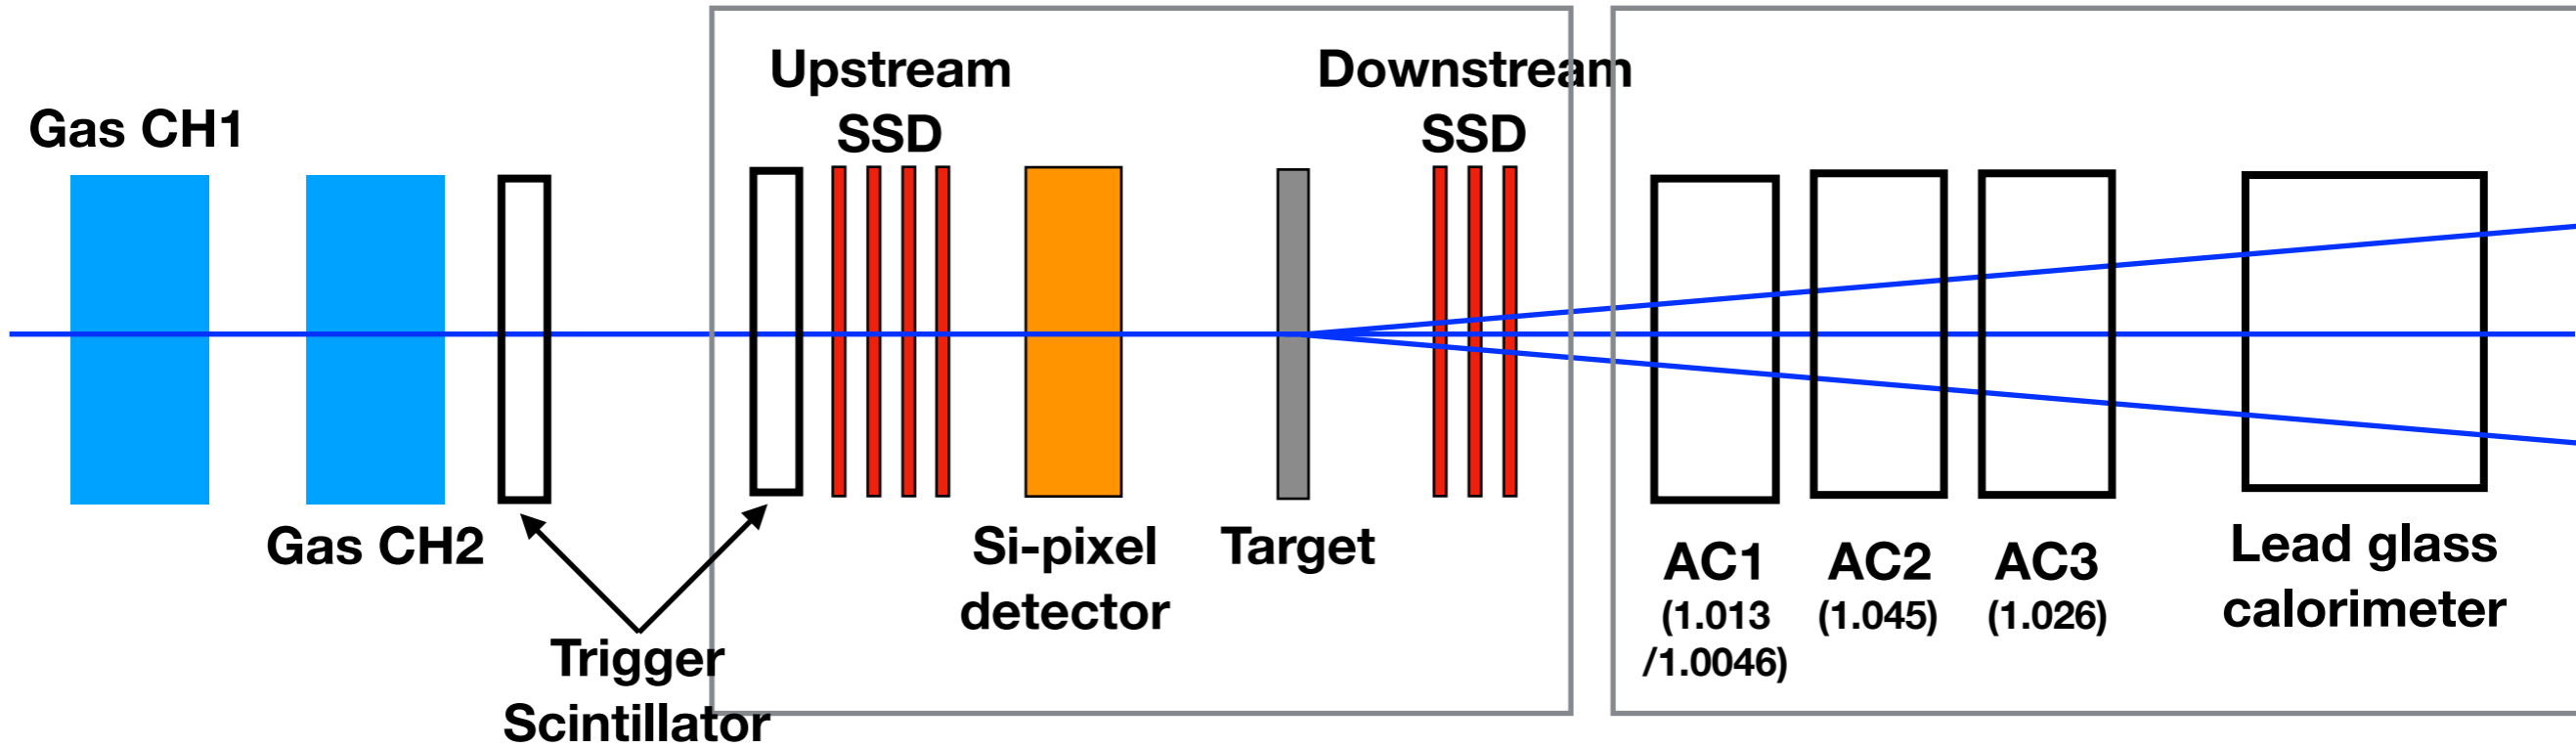 Gas CH1
Gas CH2
Trigger
Scintillator
Upstream
SSD
Si-pixel
detector
Target
Downstream
SSD
AC1
(1.013
/1.0046)
AC2
(1.045)
AC3
(1.026)
Lead glass
calorimeter